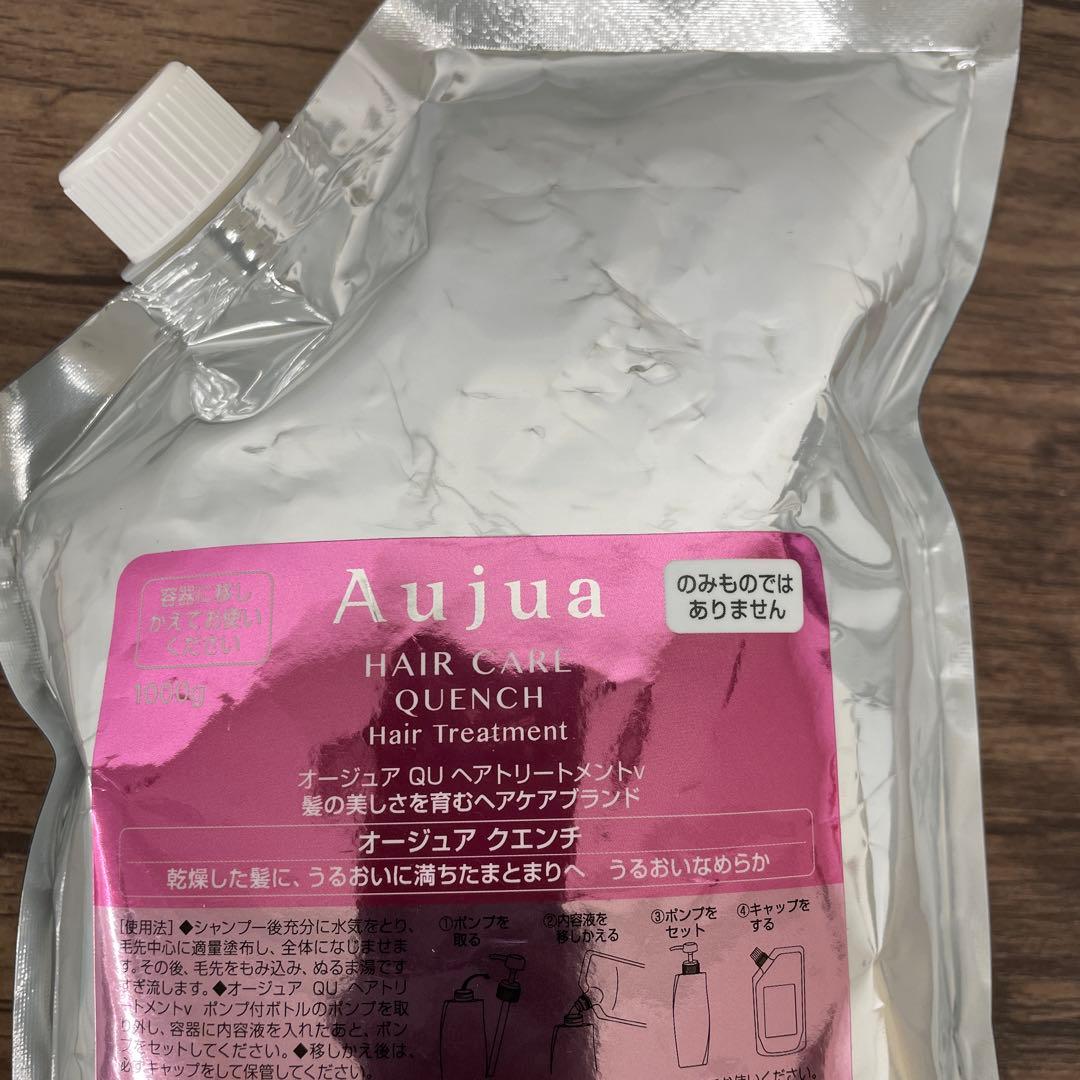 容器に移し
かえてお使い
ください
1000g
Aujua
のみものでは
ありません
HAIR CARE
QUENCH
Hair Treatment
オージュア QU ヘアトリートメントv
髪の美しさを育むヘアケアブランド
オージュア クエンチ
乾燥した髪に、うるおいに満ちたまとまりへ うるおいなめらか
[使用法]◆シャンプー後充分に水気をとり、
毛先中心に適量塗布し、全体になじませま
す。その後、毛先をもみ込み、ぬるま湯です
すぎ流します。◆オージュア QU ヘアトリ
ートメントv ポンプ付ボトルのポンプを取
り外し、容器に内容液を入れたあと、ポン
プをセットしてください。◆移しかえ後は、
必ずキャップをして保管してください。
①ポンプを
取る
②内容液を
移しかえる
③ポンプを
セット
④キャップを
する
使いください。